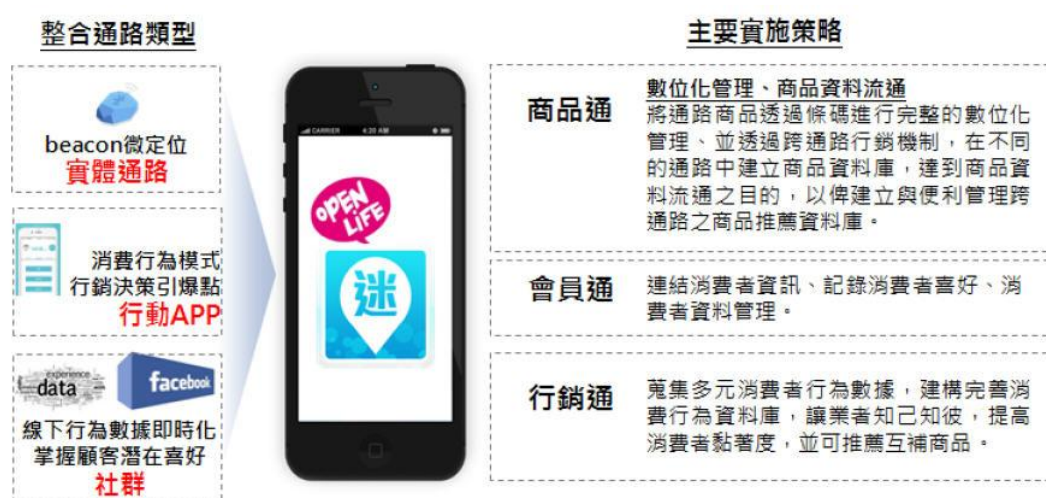 整合通路類型
beacon微定位
實體通路
消費行為模式
行銷決策引爆點
行動APP
experience
data
facebook
線下行為數據即時化
掌握顧客潛在喜好
社群
CARRIER
4:20 AM
OPEN
LiFE
迷
主要實施策略
商品通
數位化管理、商品資料流通
將通路商品透過條碼進行完整的數位化
管理、並透過跨通路行銷機制，在不同
的通路中建立商品資料庫，達到商品資
料流通之目的，以俾建立與便利管理跨
通路之商品推薦資料庫。
會員通
連結消費者資訊、記錄消費者喜好、消
費者資料管理。
行銷通
蒐集多元消費者行為數據，建構完善消
費行為資料庫，讓業者知己知彼，提高
消費者黏著度，並可推薦互補商品。